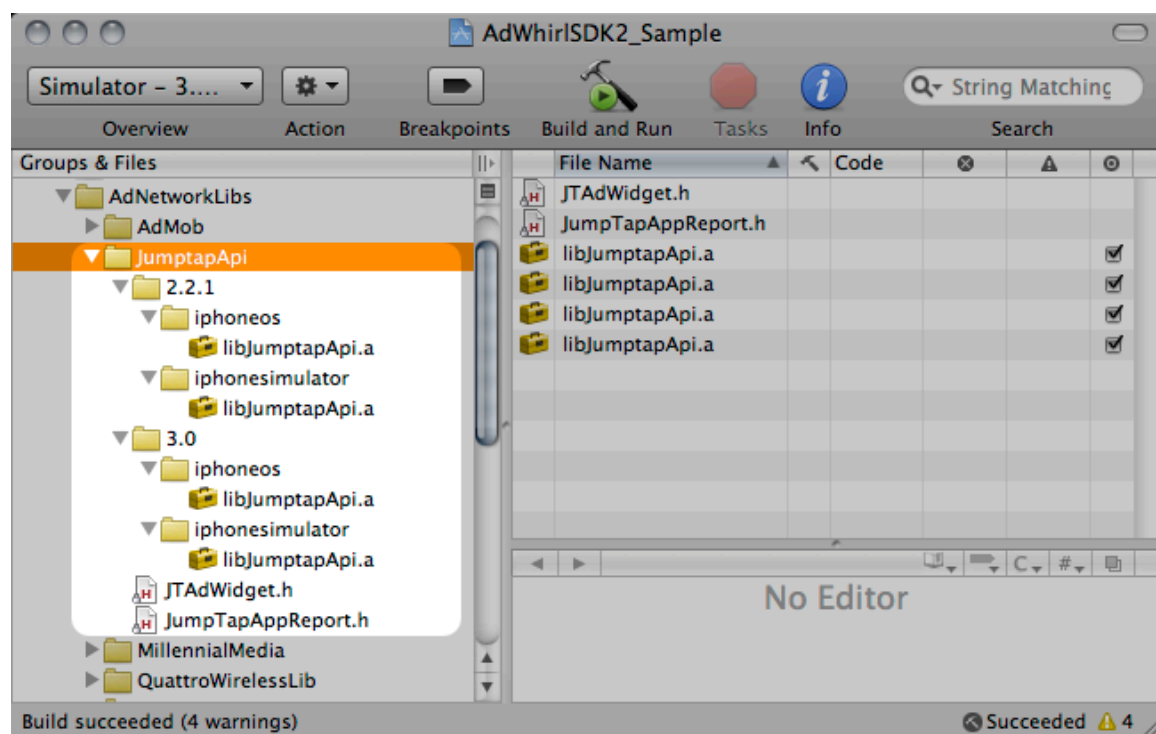 AdWhirlSDK2_Sample
Simulator – 3....
String Matching
Overview Action Breakpoints Build and Run Tasks Info Search
Groups & Files
File Name Code
AdNetworkLibs
AdMob
JumptapApi
2.2.1
iphoneos
libJumptapApi.a
iphonesimulator
libJumptapApi.a
3.0
iphoneos
libJumptapApi.a
iphonesimulator
libJumptapApi.a
JTAdWidget.h
JumpTapAppReport.h
MillennialMedia
QuattroWirelessLib
JTAdWidget.h
JumpTapAppReport.h
libJumptapApi.a
libJumptapApi.a
libJumptapApi.a
libJumptapApi.a
C #
No Editor
Build succeeded (4 warnings)
Succeeded 4